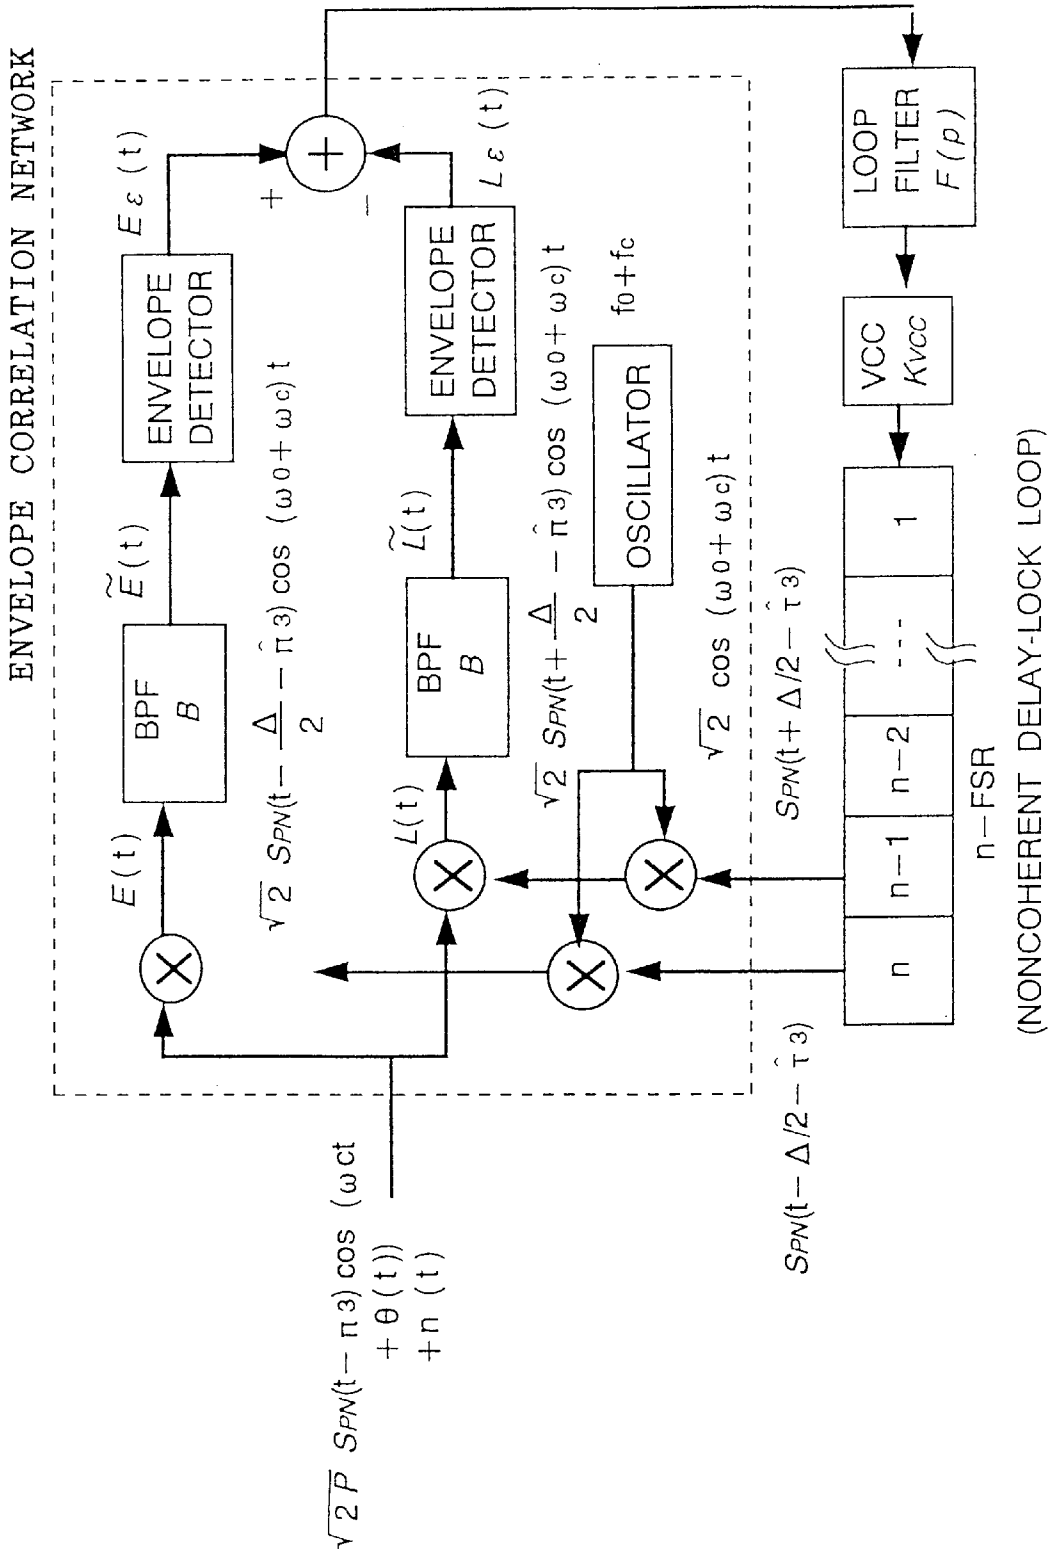 ENVELOPE CORRELATION NETWORK
E(t)
BPF
B
Ẽ(t)
ENVELOPE
DETECTOR
Eε(t)
+
−
+
√2 SPN(t−Δ/2−π̂3) cos (ω0+ωc)t
L(t)
BPF
B
L̃(t)
ENVELOPE
DETECTOR
Lε(t)
√2 SPN(t+Δ/2−π̂3) cos (ω0+ωc)t
OSCILLATOR
f0+fc
√2 cos (ω0+ωc)t
√2P SPN(t−π3) cos (ωct
+θ(t))
+n (t)
SPN(t−Δ/2−τ̂3)
SPN(t+Δ/2−τ̂3)
LOOP
FILTER
F(p)
VCC
Kvcc
n
n−1
n−2
----
1
n−FSR
(NONCOHERENT DELAY-LOCK LOOP)